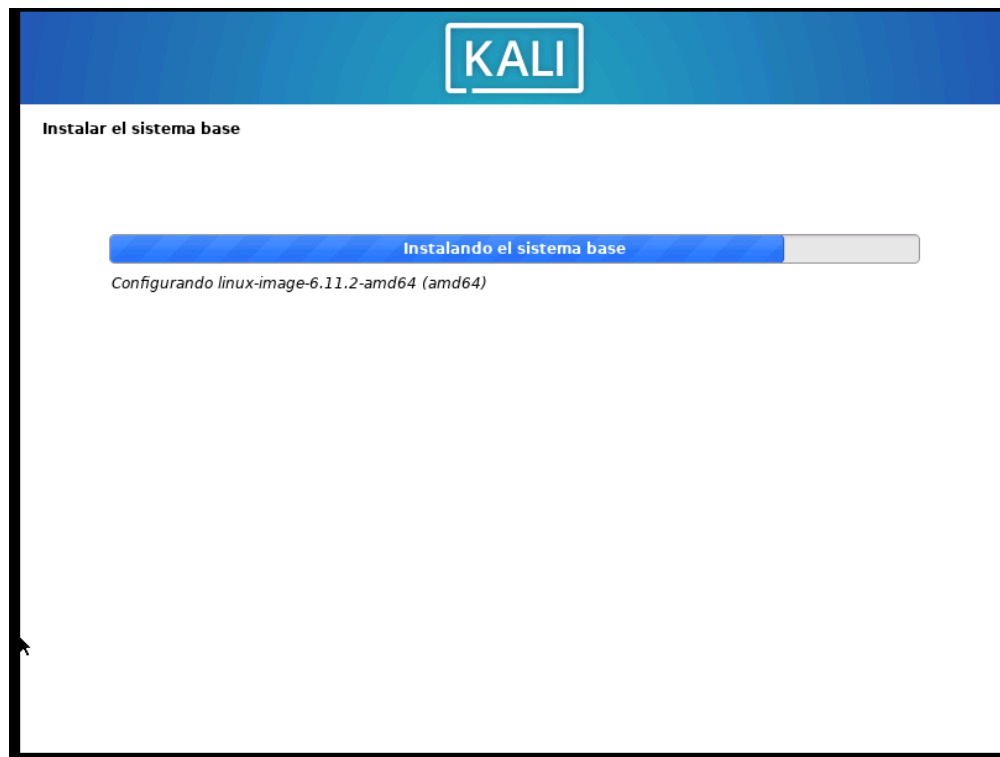 KALI
Instalar el sistema base
Instalando el sistema base
Configurando linux-image-6.11.2-amd64 (amd64)